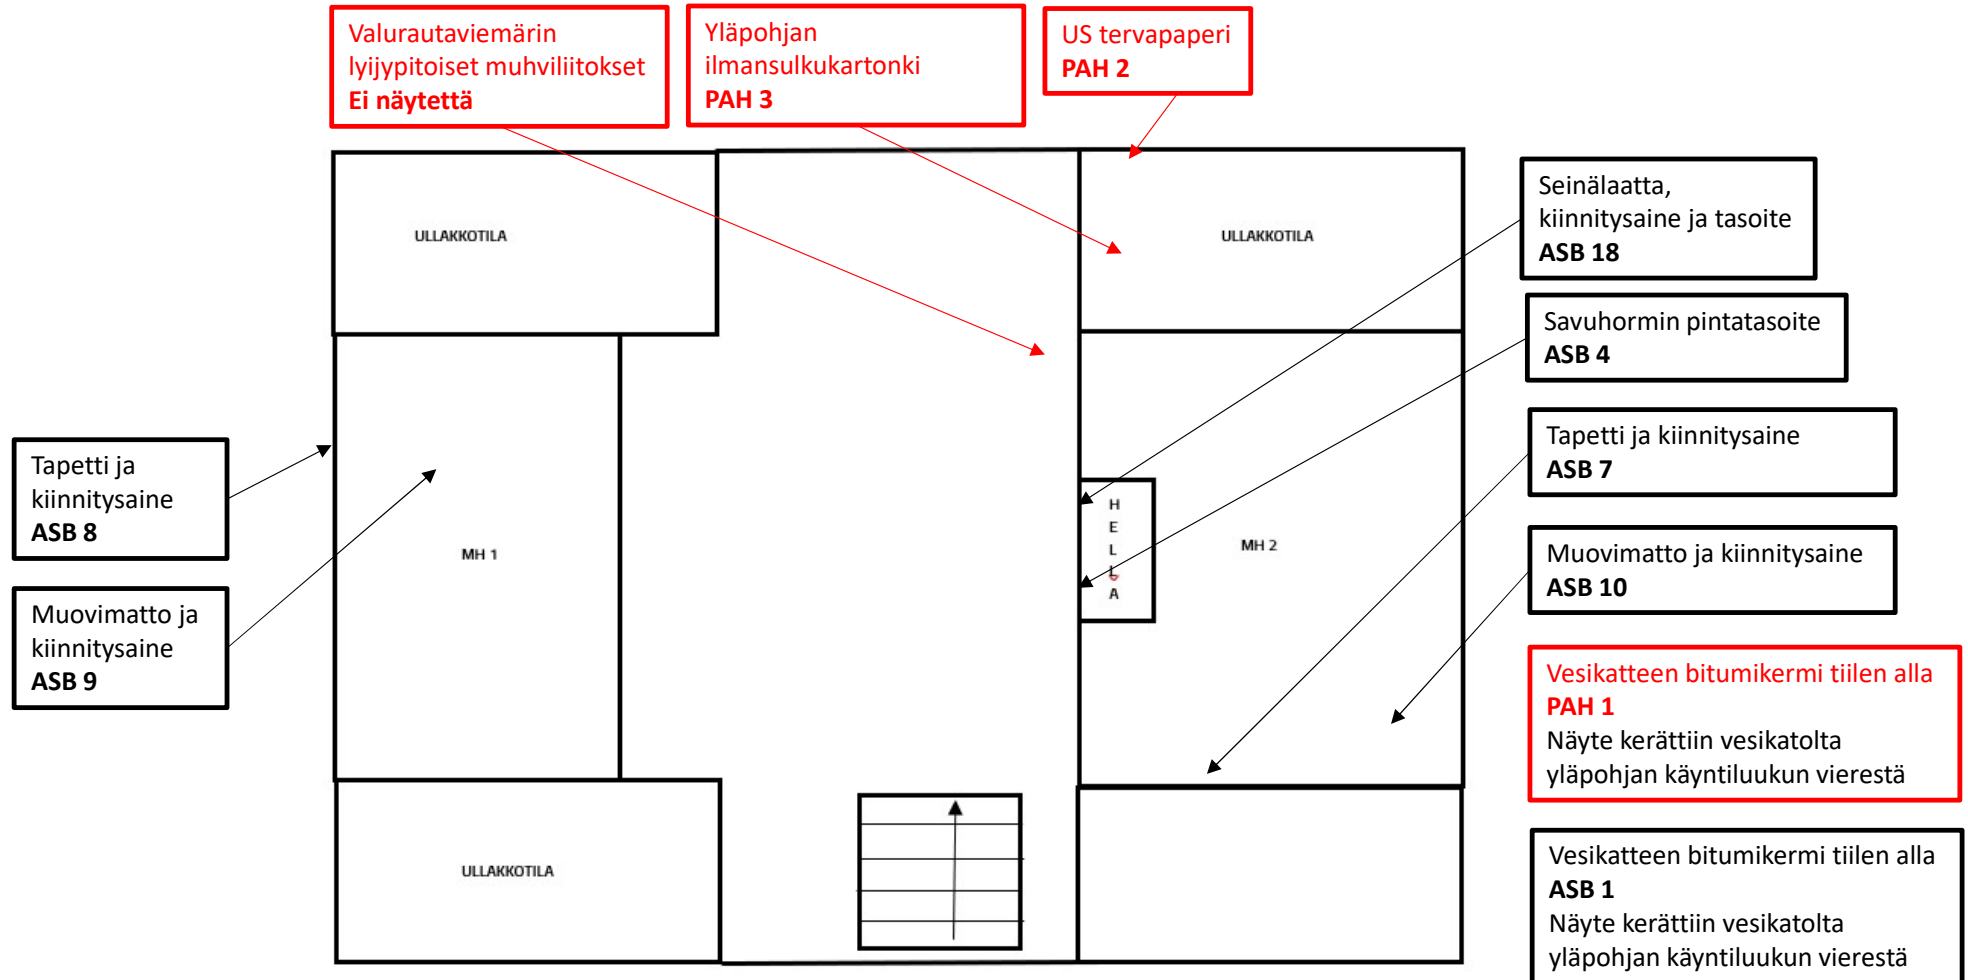 Valurautaviemärin
lyijypitoiset muhviliitokset
Ei näytettä
Yläpohjan
ilmansulkukartonki
PAH 3
US tervapaperi
PAH 2
ULLAKKOTILA
ULLAKKOTILA
Seinälaatta,
kiinnitysaine ja tasoite
ASB 18
Savuhormin pintatasoite
ASB 4
Tapetti ja
kiinnitysaine
ASB 8
Tapetti ja kiinnitysaine
ASB 7
MH 1
H
E
L
L
A
MH 2
Muovimatto ja kiinnitysaine
ASB 10
Muovimatto ja
kiinnitysaine
ASB 9
Vesikatteen bitumikermi tiilen alla
PAH 1
Näyte kerättiin vesikatolta
yläpohjan käyntiluukun vierestä
ULLAKKOTILA
Vesikatteen bitumikermi tiilen alla
ASB 1
Näyte kerättiin vesikatolta
yläpohjan käyntiluukun vierestä